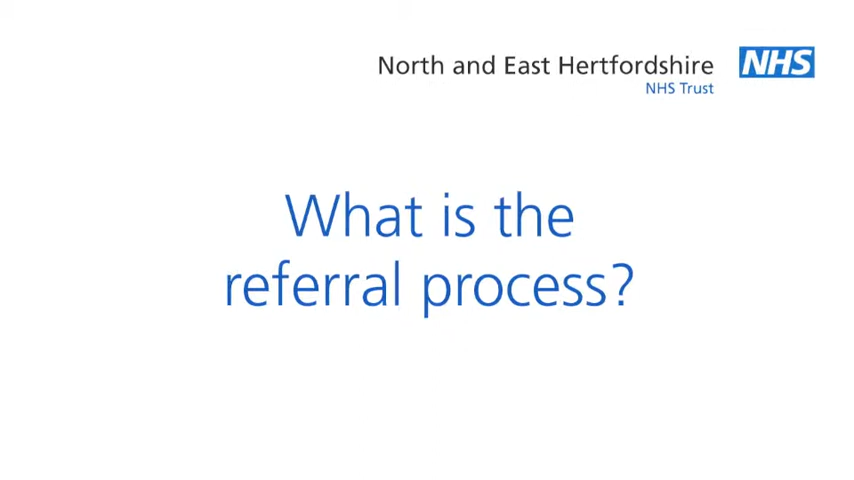 North and East Hertfordshire NHS
NHS Trust
What is the
referral process?